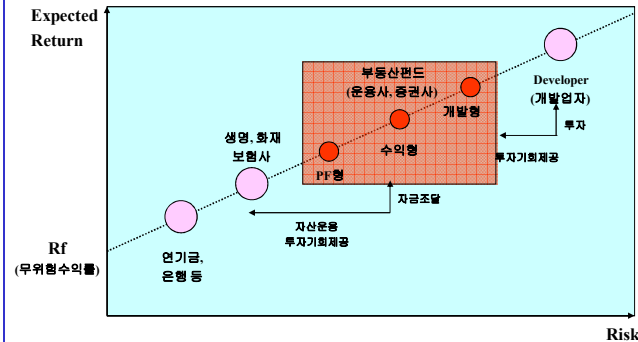 Expected
Return
부동산펀드
(운용사, 증권사)
개발형
Developer
(개발업자)
투자
투자기회제공
생명, 화재
보험사
수익형
PF형
자금조달
자산운용
투자기회제공
Rf
(무위험수익률)
연기금,
은행 등
Risk